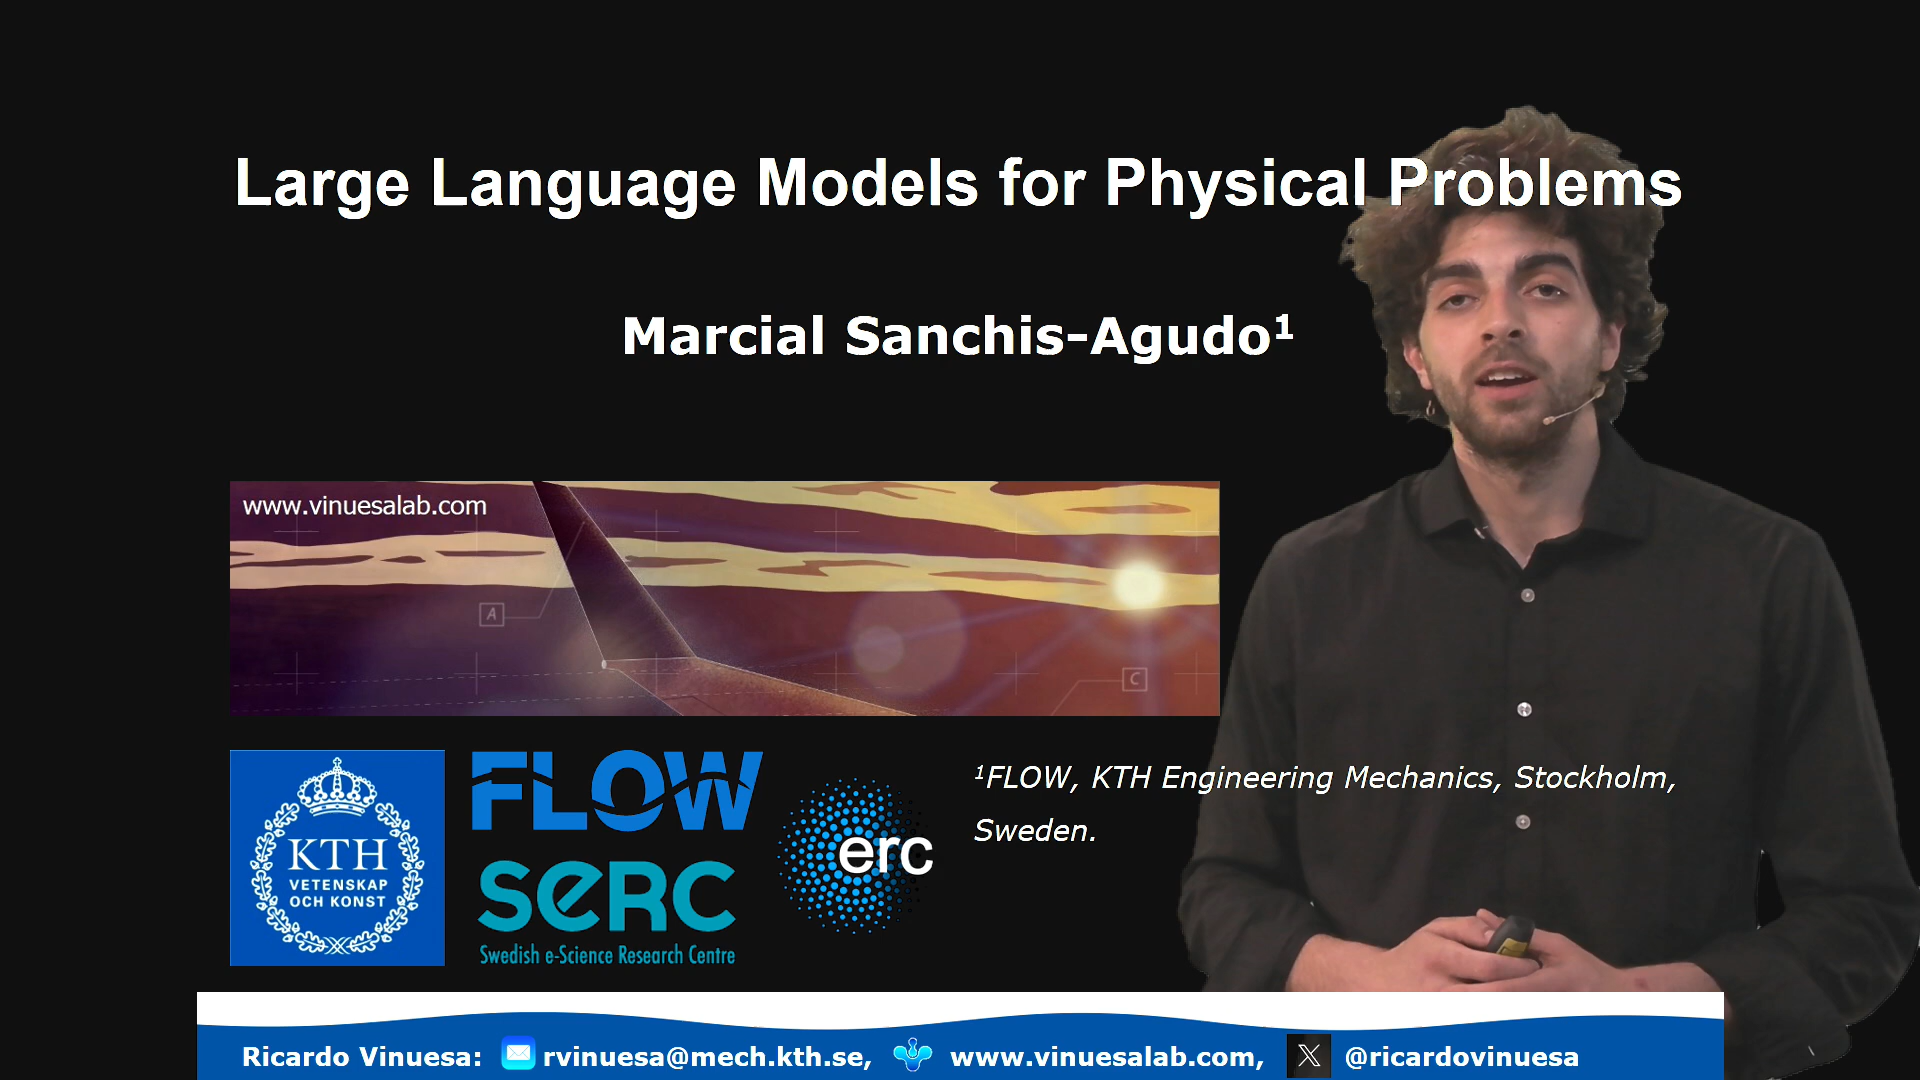 Large Language Models for Physical Problems
Marcial Sanchis-Agudo¹
www.vinuesalab.com
A
C
KTH
VETENSKAP
OCH KONST
FLOW
SERC
Swedish e-Science Research Centre
erc
¹FLOW, KTH Engineering Mechanics, Stockholm,
Sweden.
Ricardo Vinuesa: rvinuesa@mech.kth.se, www.vinuesalab.com, X @ricardovinuesa